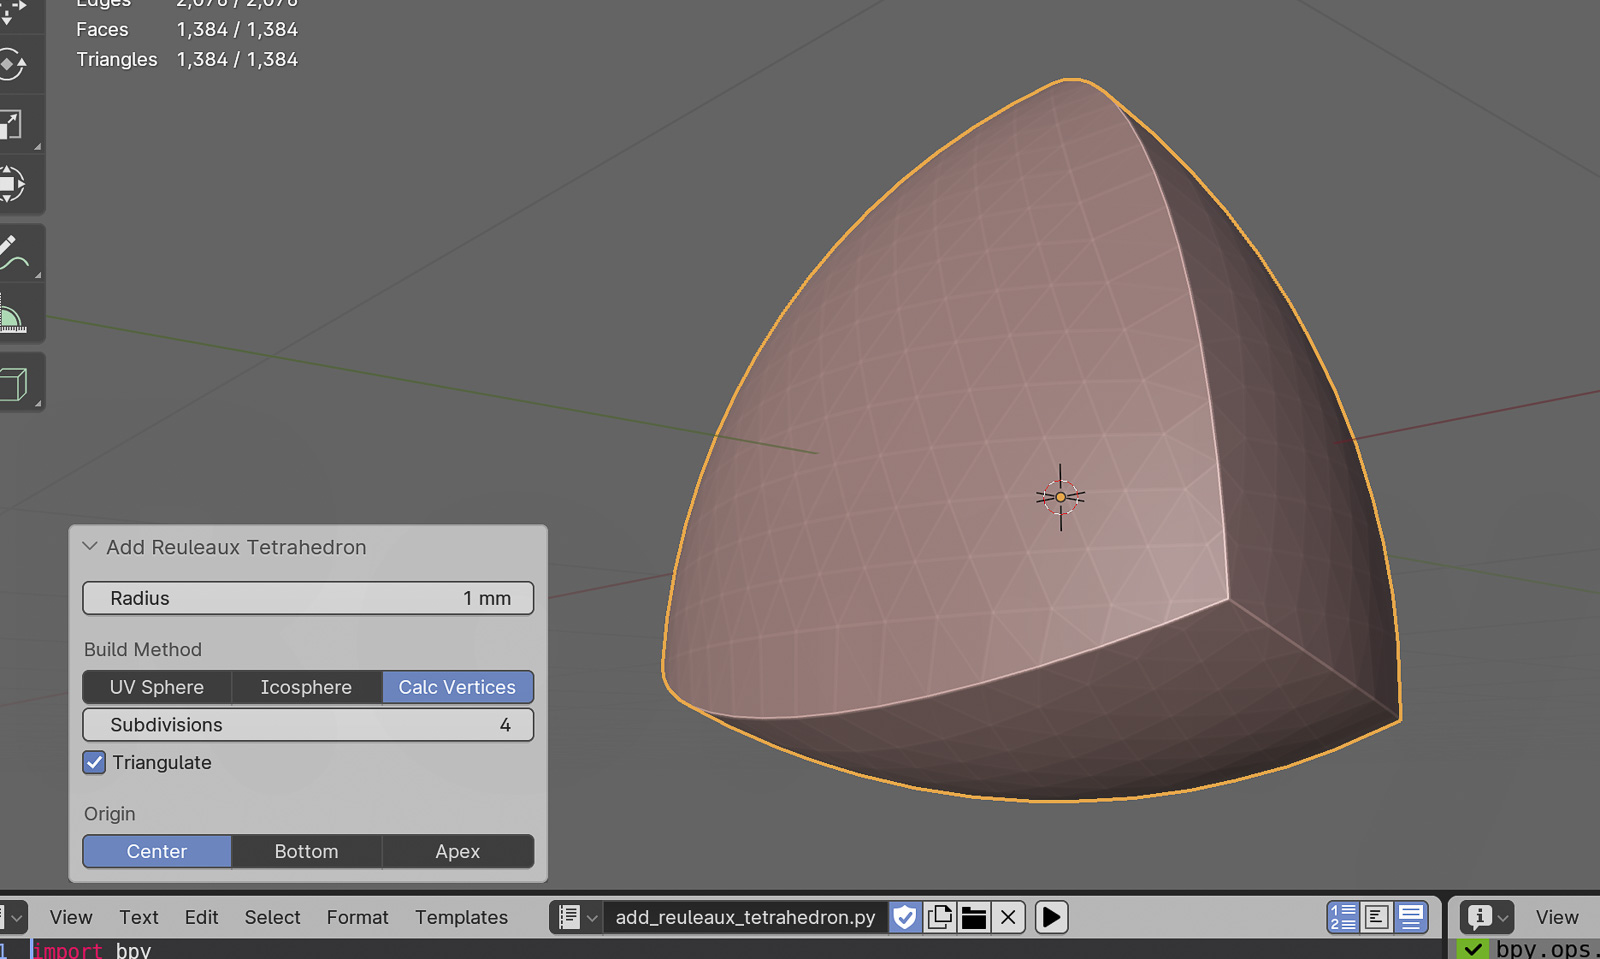 Edges 2,076 / 2,076
Faces 1,384 / 1,384
Triangles 1,384 / 1,384
Add Reuleaux Tetrahedron
Radius 1 mm
Build Method
UV Sphere Icosphere Calc Vertices
Subdivisions 4
Triangulate
Origin
Center Bottom Apex
View Text Edit Select Format Templates add_reuleaux_tetrahedron.py View
1 import bpy
bpy.ops.